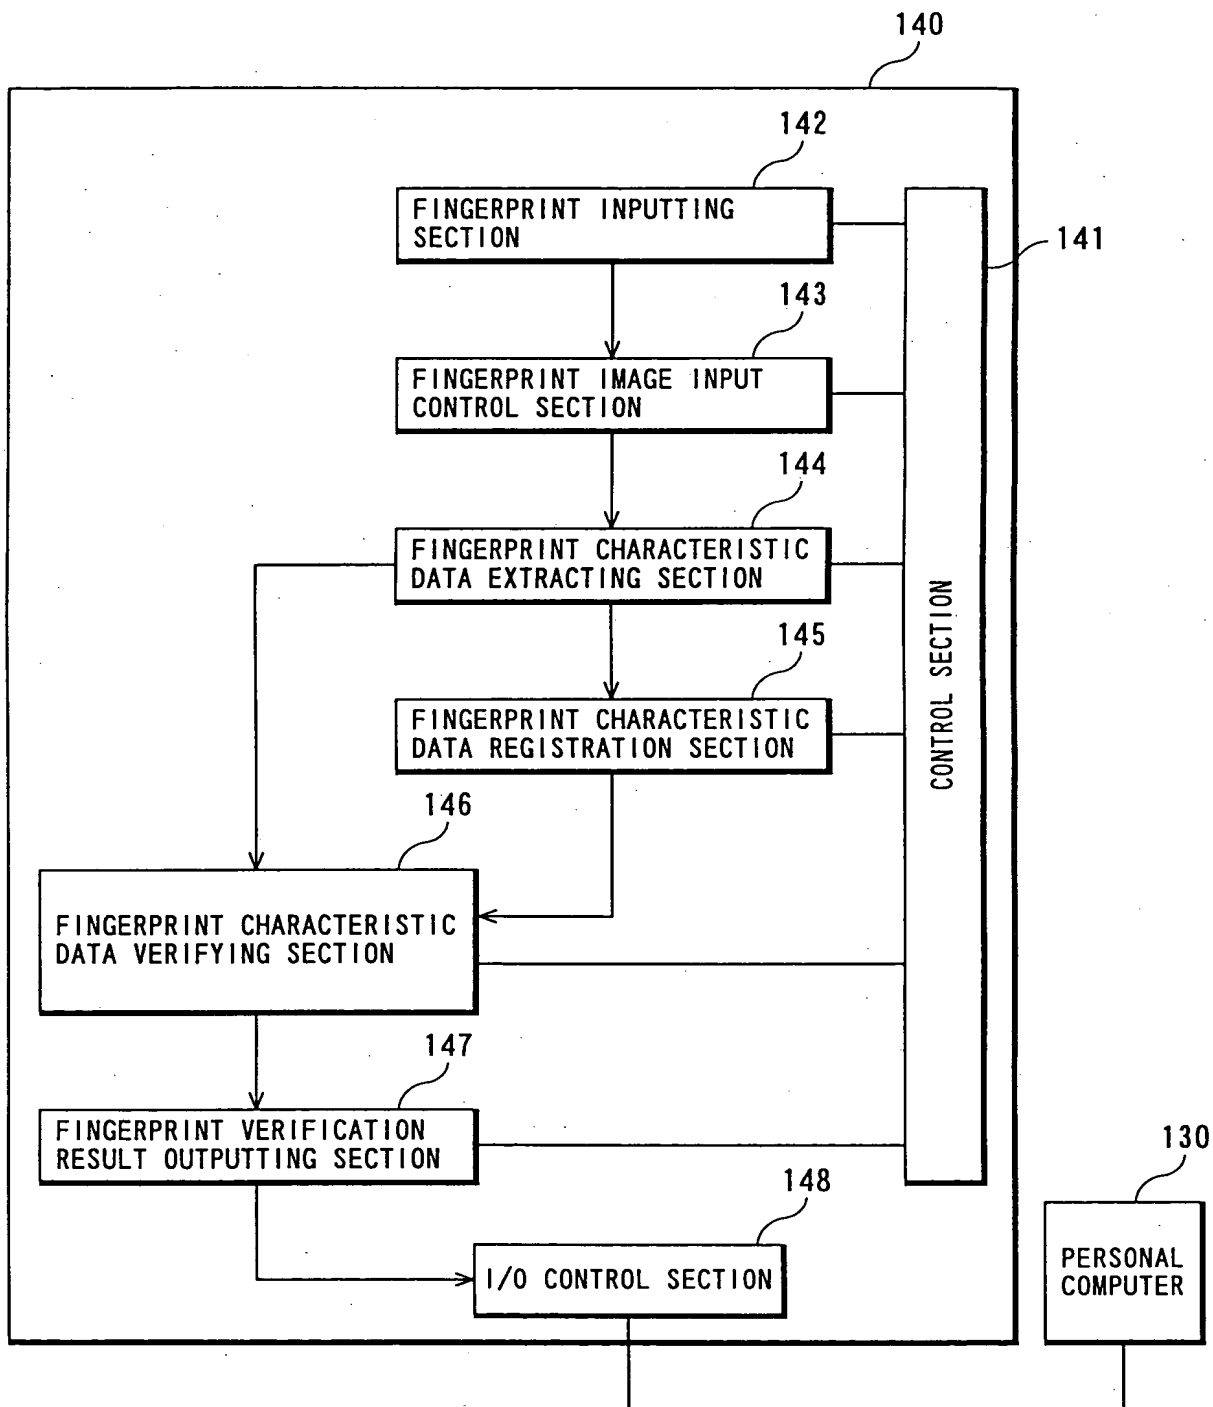 140
142
FINGERPRINT INPUTTING
SECTION
141
143
FINGERPRINT IMAGE INPUT
CONTROL SECTION
144
FINGERPRINT CHARACTERISTIC
DATA EXTRACTING SECTION
CONTROL SECTION
145
FINGERPRINT CHARACTERISTIC
DATA REGISTRATION SECTION
146
FINGERPRINT CHARACTERISTIC
DATA VERIFYING SECTION
147
FINGERPRINT VERIFICATION
RESULT OUTPUTTING SECTION
130
148
PERSONAL
COMPUTER
I/O CONTROL SECTION